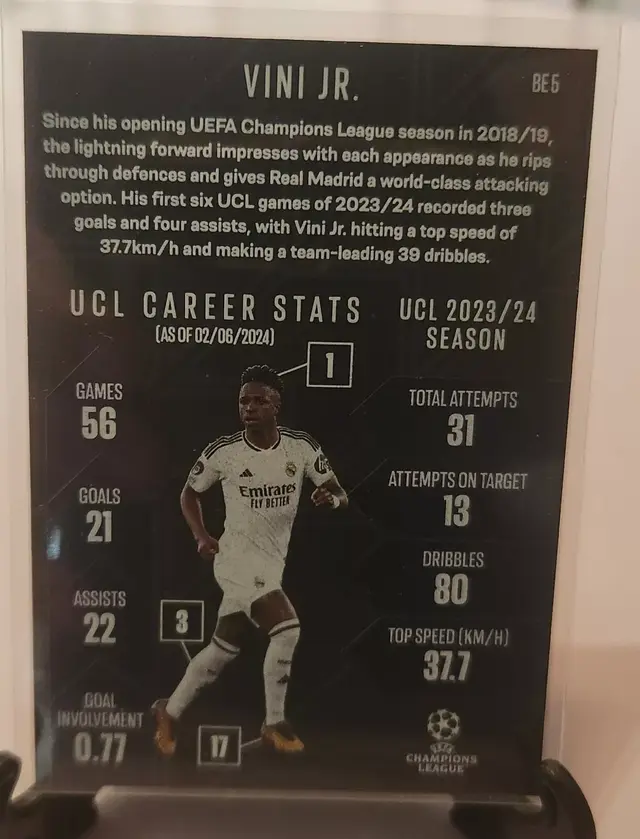 VINI JR.
BE5
Since his opening UEFA Champions League season in 2018/19,
the lightning forward impresses with each appearance as he rips
through defences and gives Real Madrid a world-class attacking
option. His first six UCL games of 2023/24 recorded three
goals and four assists, with Vini Jr. hitting a top speed of
37.7km/h and making a team-leading 39 dribbles.
UCL CAREER STATS
(AS OF 02/06/2024)
1
GAMES
56
GOALS
21
ASSISTS
22
GOAL
INVOLVEMENT
0.77
Emirates
FLY BETTER
3
17
UCL 2023/24
SEASON
TOTAL ATTEMPTS
31
ATTEMPTS ON TARGET
13
DRIBBLES
80
TOP SPEED (KM/H)
37.7
UEFA
CHAMPIONS
LEAGUE